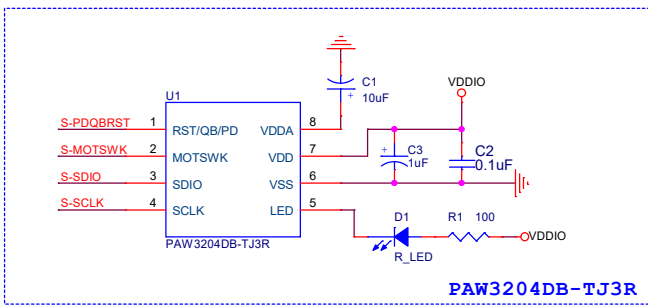 C1
10uF
VDDIO
U1
S-PDQBRST 1 RST/QB/PD VDDA 8
S-MOTSWK 2 MOTSWK VDD 7
C3
1uF
C2
0.1uF
S-SDIO 3 SDIO VSS 6
S-SCLK 4 SCLK LED 5
D1
R1 100
VDDIO
PAW3204DB-TJ3R
R_LED
PAW3204DB-TJ3R